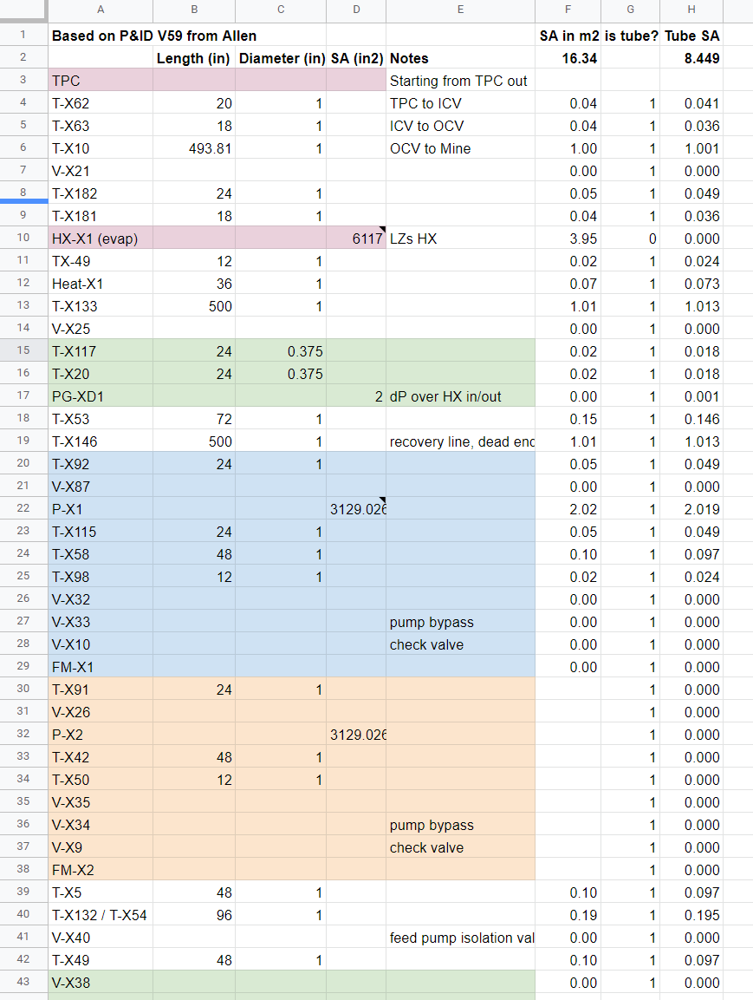 A B C D E F G H
1 Based on P&ID V59 from Allen SA in m2 is tube? Tube SA
2 Length (in) Diameter (in) SA (in2) Notes 16.34 8.449
3 TPC Starting from TPC out
4 T-X62 20 1 TPC to ICV 0.04 1 0.041
5 T-X63 18 1 ICV to OCV 0.04 1 0.036
6 T-X10 493.81 1 OCV to Mine 1.00 1 1.001
7 V-X21 0.00 1 0.000
8 T-X182 24 1 0.05 1 0.049
9 T-X181 18 1 0.04 1 0.036
10 HX-X1 (evap) 6117 LZs HX 3.95 0 0.000
11 TX-49 12 1 0.02 1 0.024
12 Heat-X1 36 1 0.07 1 0.073
13 T-X133 500 1 1.01 1 1.013
14 V-X25 0.00 1 0.000
15 T-X117 24 0.375 0.02 1 0.018
16 T-X20 24 0.375 0.02 1 0.018
17 PG-XD1 2 dP over HX in/out 0.00 1 0.001
18 T-X53 72 1 0.15 1 0.146
19 T-X146 500 1 recovery line, dead end 1.01 1 1.013
20 T-X92 24 1 0.05 1 0.049
21 V-X87 0.00 1 0.000
22 P-X1 3129.026 2.02 1 2.019
23 T-X115 24 1 0.05 1 0.049
24 T-X58 48 1 0.10 1 0.097
25 T-X98 12 1 0.02 1 0.024
26 V-X32 0.00 1 0.000
27 V-X33 pump bypass 0.00 1 0.000
28 V-X10 check valve 0.00 1 0.000
29 FM-X1 0.00 1 0.000
30 T-X91 24 1 1 0.000
31 V-X26 1 0.000
32 P-X2 3129.026 1 0.000
33 T-X42 48 1 1 0.000
34 T-X50 12 1 1 0.000
35 V-X35 1 0.000
36 V-X34 pump bypass 1 0.000
37 V-X9 check valve 1 0.000
38 FM-X2 1 0.000
39 T-X5 48 1 0.10 1 0.097
40 T-X132 / T-X54 96 1 0.19 1 0.195
41 V-X40 feed pump isolation val 0.00 1 0.000
42 T-X49 48 1 0.10 1 0.097
43 V-X38 0.00 1 0.000